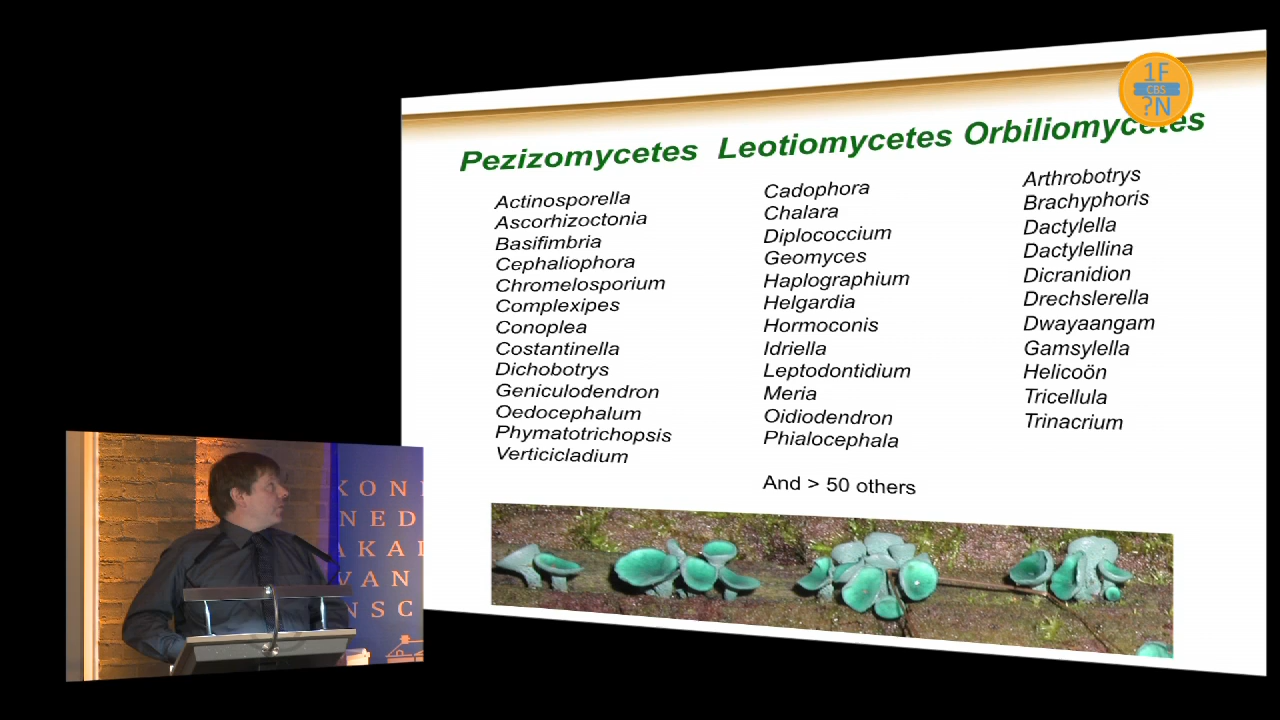 1F
CBS
?N
Pezizomycetes Leotiomycetes Orbiliomycetes
Actinosporella
Ascorhizoctonia
Basifimbria
Cephaliophora
Chromelosporium
Complexipes
Conoplea
Costantinella
Dichobotrys
Geniculodendron
Oedocephalum
Phymatotrichopsis
Verticicladium
Cadophora
Chalara
Diplococcium
Geomyces
Haplographium
Helgardia
Hormoconis
Idriella
Leptodontidium
Meria
Oidiodendron
Phialocephala
And > 50 others
Arthrobotrys
Brachyphoris
Dactylella
Dactylellina
Dicranidion
Drechslerella
Dwayaangam
Gamsylella
Helicoön
Tricellula
Trinacrium
KON
NED
AKA
VAN
NSC